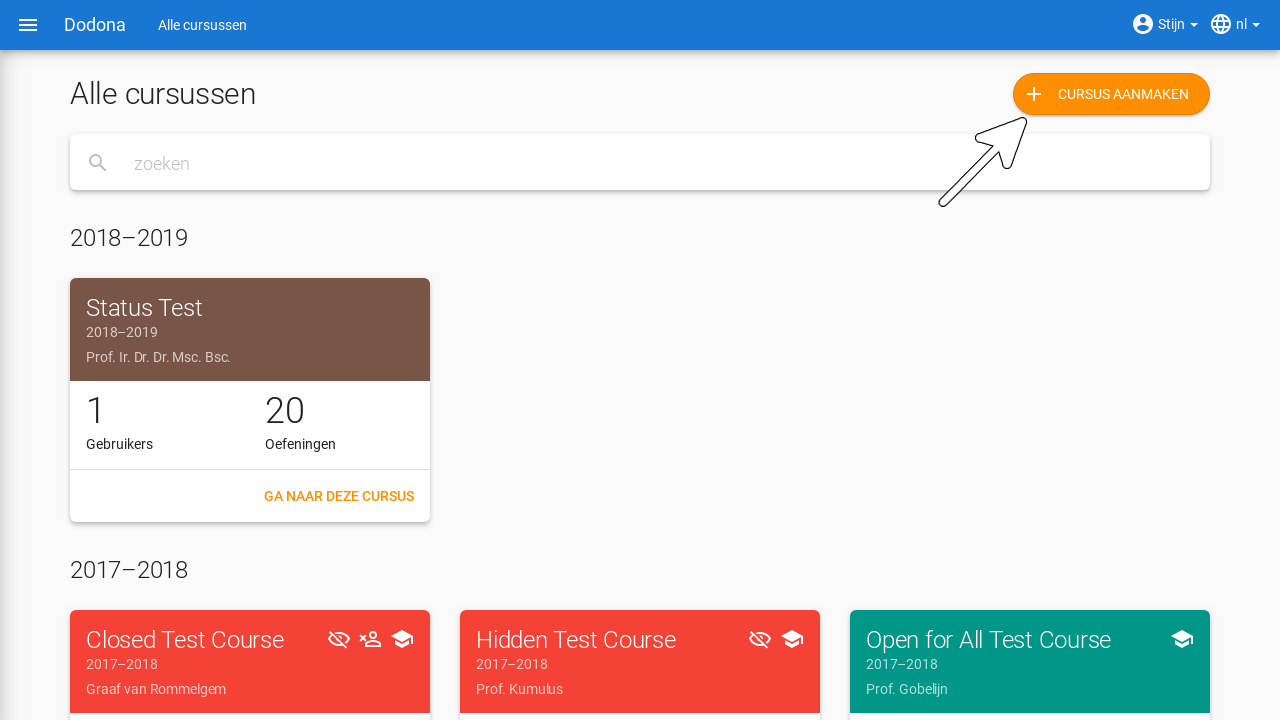 Dodona
Alle cursussen
Stijn
nl
Alle cursussen
CURSUS AANMAKEN
zoeken
2018–2019
Status Test
2018–2019
Prof. Ir. Dr. Dr. Msc. Bsc.
1
20
Gebruikers
Oefeningen
GA NAAR DEZE CURSUS
2017–2018
Closed Test Course
2017–2018
Graaf van Rommelgem
Hidden Test Course
2017–2018
Prof. Kumulus
Open for All Test Course
2017–2018
Prof. Gobelijn